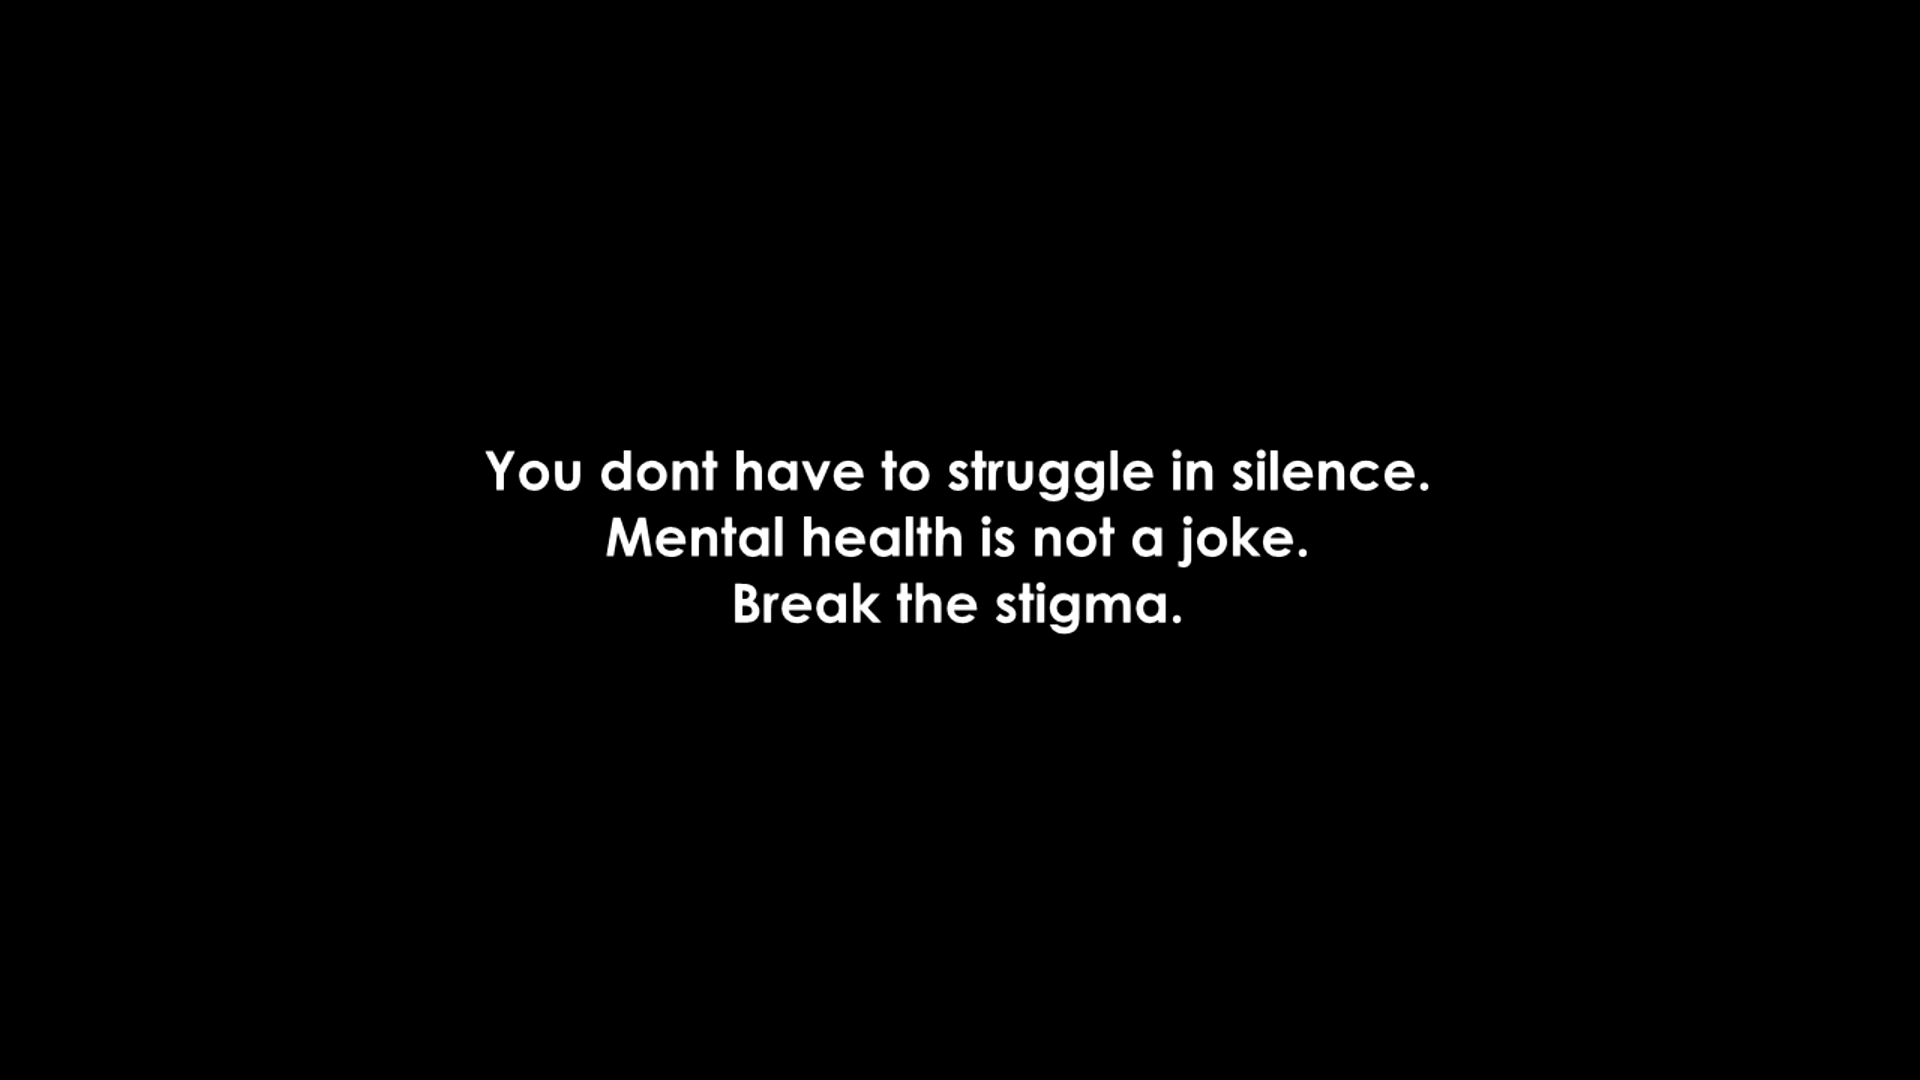 You dont have to struggle in silence.
Mental health is not a joke.
Break the stigma.